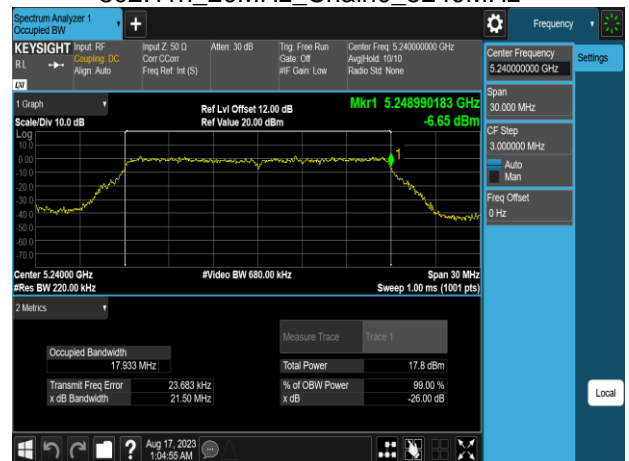 Spectrum Analyzer 1
Occupied BW
+
Frequency
KEYSIGHT
RL
LXI
Input: RF
Coupling: DC
Align: Auto
Input Z: 50 Ω
Corr CCorr
Freq Ref: Int (S)
Atten: 30 dB
Trig: Free Run
Gate: Off
#IF Gain: Low
Center Freq: 5.240000000 GHz
Avg|Hold: 10/10
Radio Std: None
Center Frequency
5.240000000 GHz
Settings
Span
30.000 MHz
CF Step
3.000000 MHz
Auto
Man
Freq Offset
0 Hz
1 Graph
Scale/Div 10.0 dB
Ref Lvl Offset 12.00 dB
Ref Value 20.00 dBm
Mkr1 5.248990183 GHz
-6.65 dBm
Log
10.0
0.00
-10.0
-20.0
-30.0
-40.0
-50.0
-60.0
-70.0
1
Center 5.24000 GHz
#Res BW 220.00 kHz
#Video BW 680.00 kHz
Span 30 MHz
Sweep 1.00 ms (1001 pts)
2 Metrics
Measure Trace Trace 1
Occupied Bandwidth
17.933 MHz
Total Power 17.8 dBm
Transmit Freq Error 23.683 kHz
% of OBW Power 99.00 %
x dB Bandwidth 21.50 MHz
x dB -26.00 dB
Local
?
Aug 17, 2023
1:04:55 AM